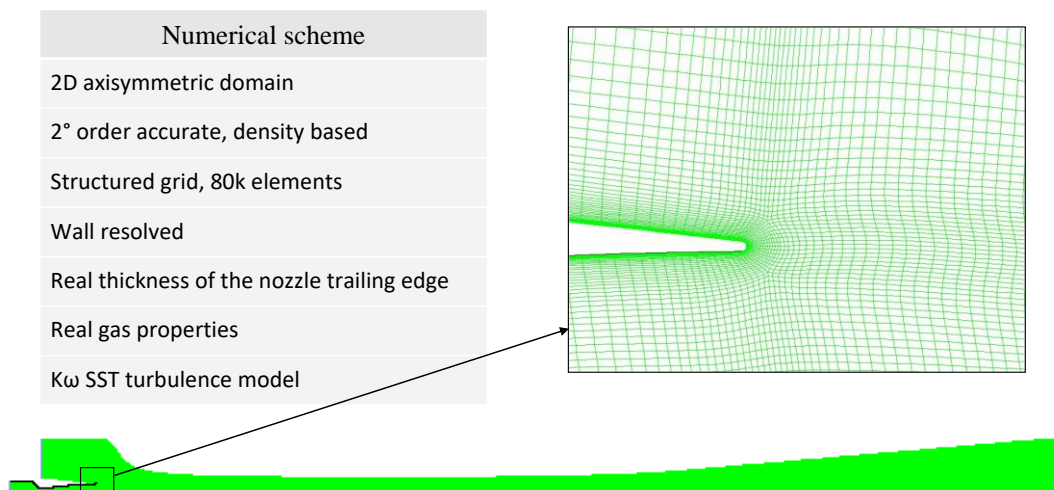 Numerical scheme
2D axisymmetric domain
2° order accurate, density based
Structured grid, 80k elements
Wall resolved
Real thickness of the nozzle trailing edge
Real gas properties
Kω SST turbulence model